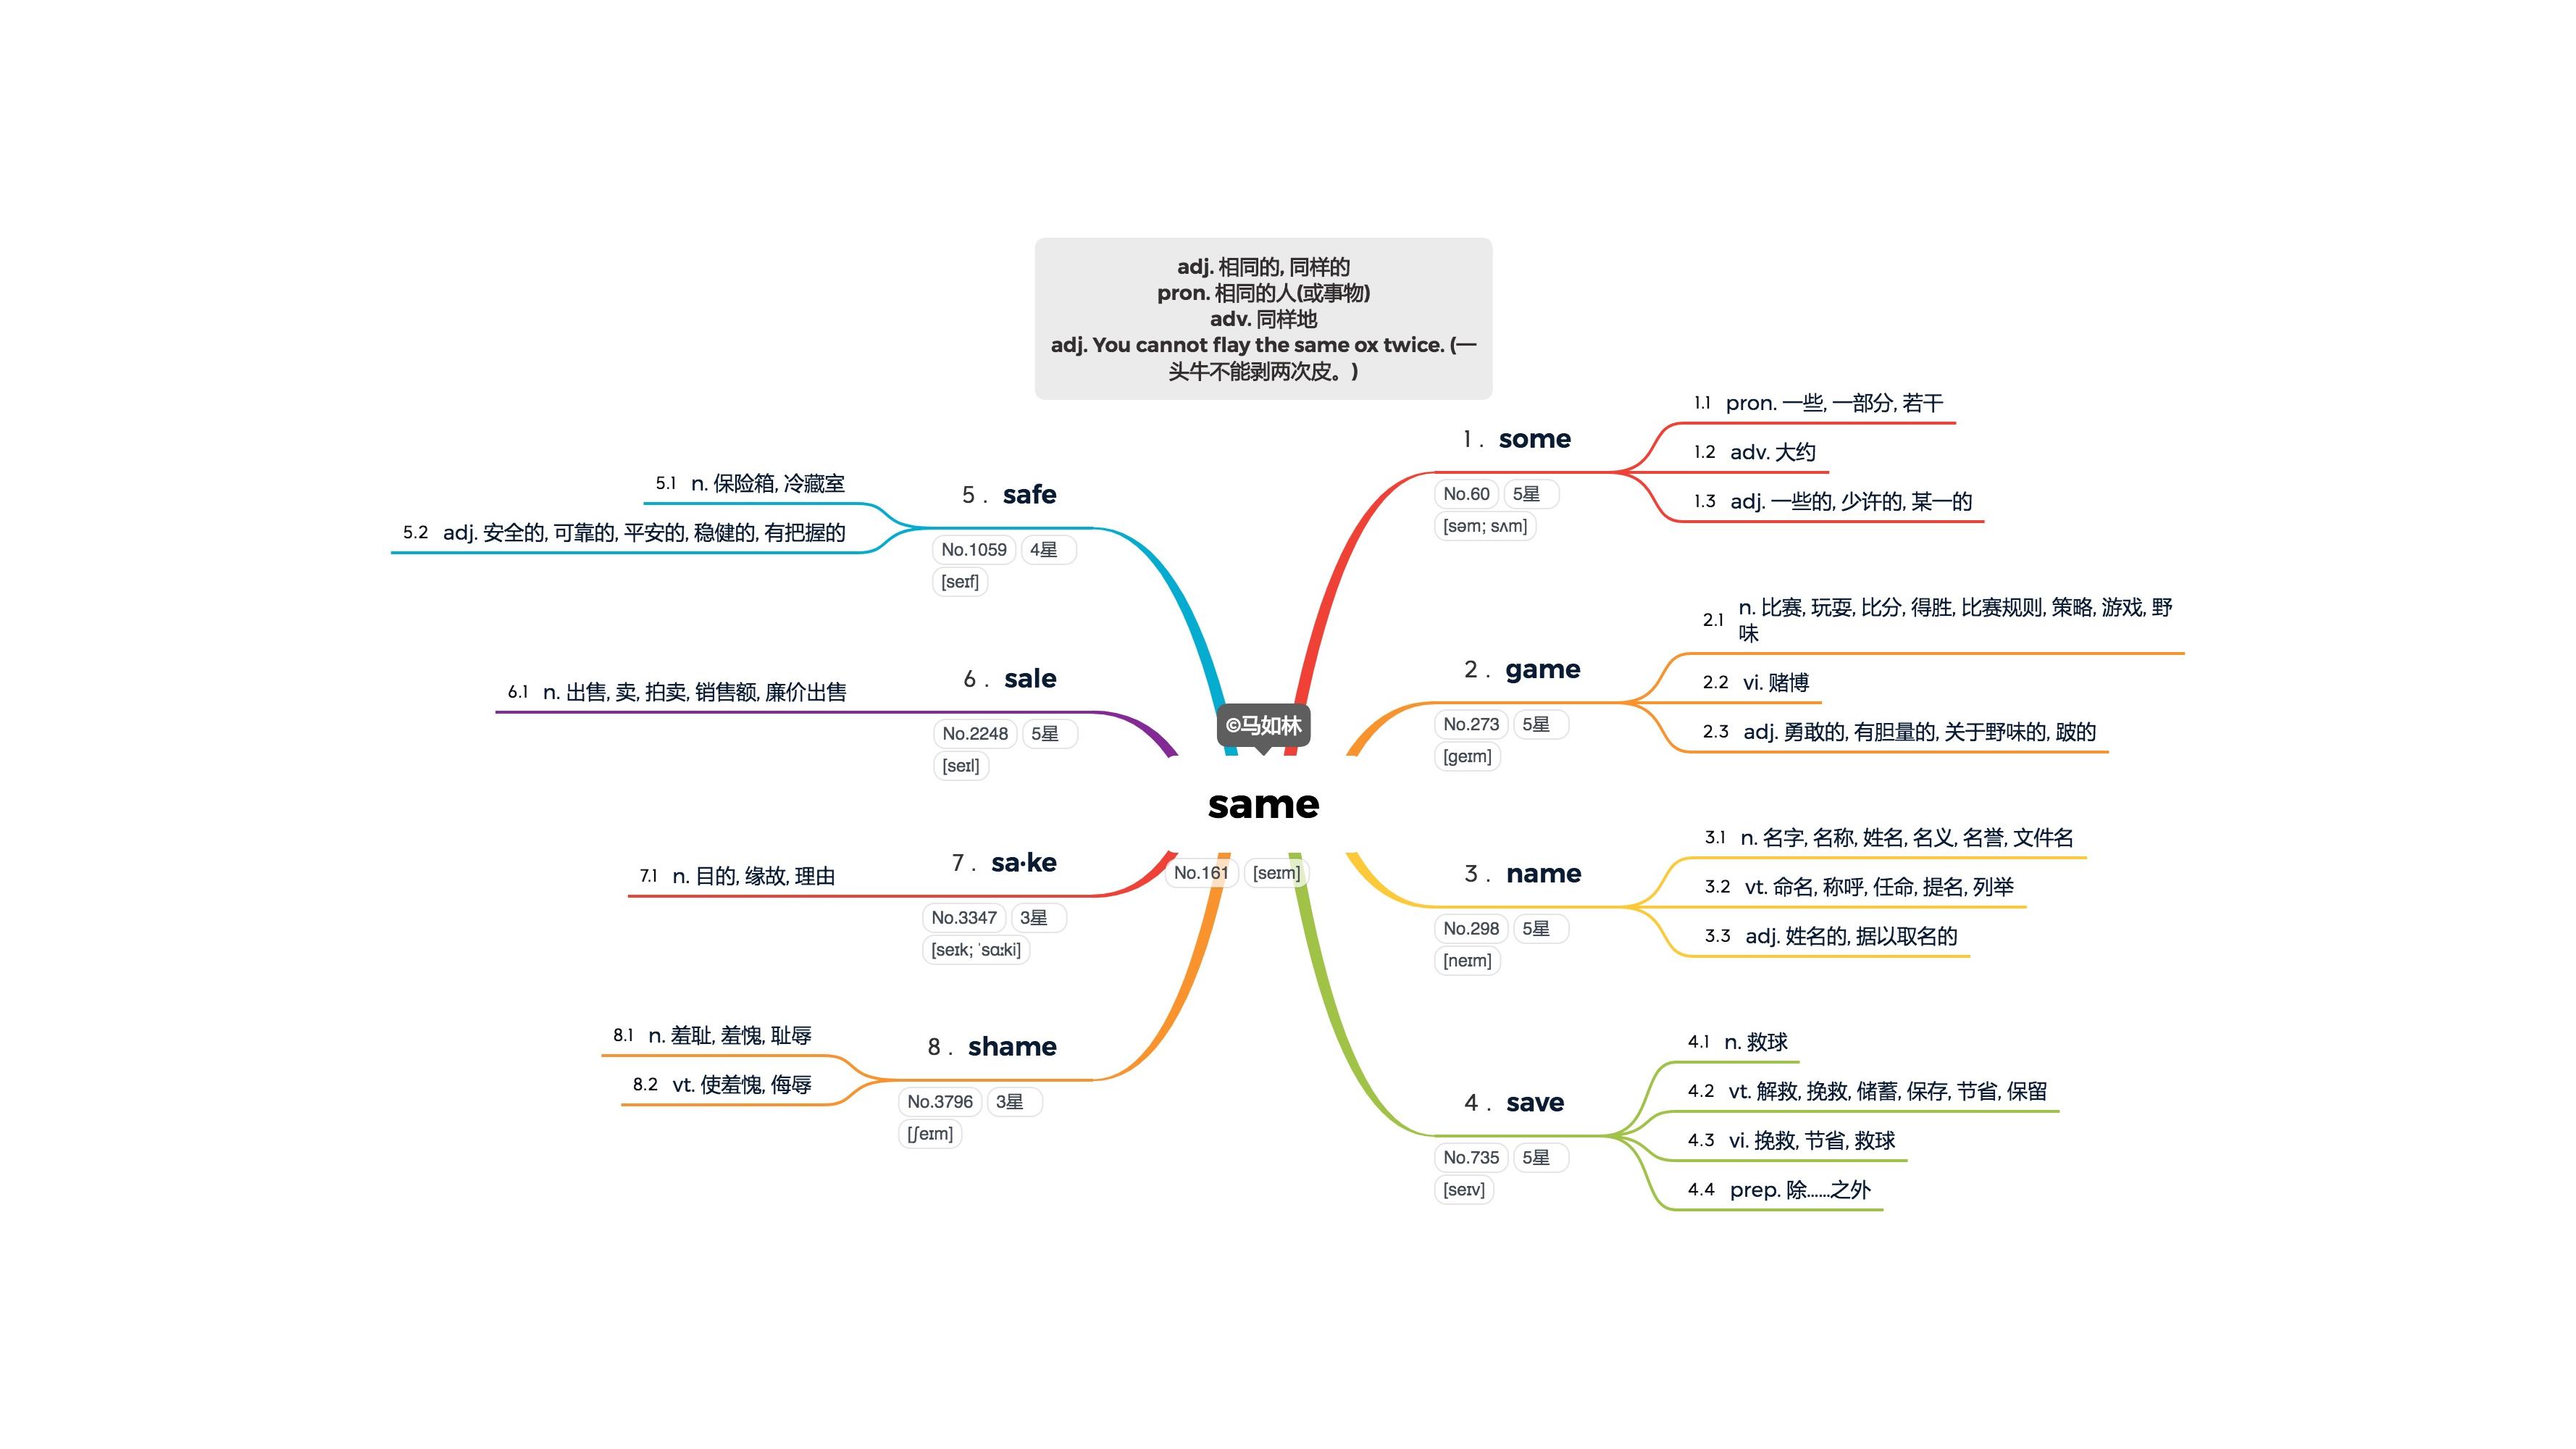 adj. 相同的, 同样的
pron. 相同的人(或事物)
adv. 同样地
adj. You cannot flay the same ox twice. (一
头牛不能剥两次皮。)
©马如林
same
No.161 [seɪm]
1. some
No.60 5星
[səm; sʌm]
1.1 pron. 一些, 一部分, 若干
1.2 adv. 大约
1.3 adj. 一些的, 少许的, 某一的
2. game
No.273 5星
[geɪm]
2.1 n. 比赛, 玩耍, 比分, 得胜, 比赛规则, 策略, 游戏, 野
味
2.2 vi. 赌博
2.3 adj. 勇敢的, 有胆量的, 关于野味的, 跛的
3. name
No.298 5星
[neɪm]
3.1 n. 名字, 名称, 姓名, 名义, 名誉, 文件名
3.2 vt. 命名, 称呼, 任命, 提名, 列举
3.3 adj. 姓名的, 据以取名的
4. save
No.735 5星
[seɪv]
4.1 n. 救球
4.2 vt. 解救, 挽救, 储蓄, 保存, 节省, 保留
4.3 vi. 挽救, 节省, 救球
4.4 prep. 除……之外
5. safe
No.1059 4星
[seɪf]
5.1 n. 保险箱, 冷藏室
5.2 adj. 安全的, 可靠的, 平安的, 稳健的, 有把握的
6. sale
No.2248 5星
[seɪl]
6.1 n. 出售, 卖, 拍卖, 销售额, 廉价出售
7. sa·ke
No.3347 3星
[seɪk; ˈsɑːki]
7.1 n. 目的, 缘故, 理由
8. shame
No.3796 3星
[ʃeɪm]
8.1 n. 羞耻, 羞愧, 耻辱
8.2 vt. 使羞愧, 侮辱